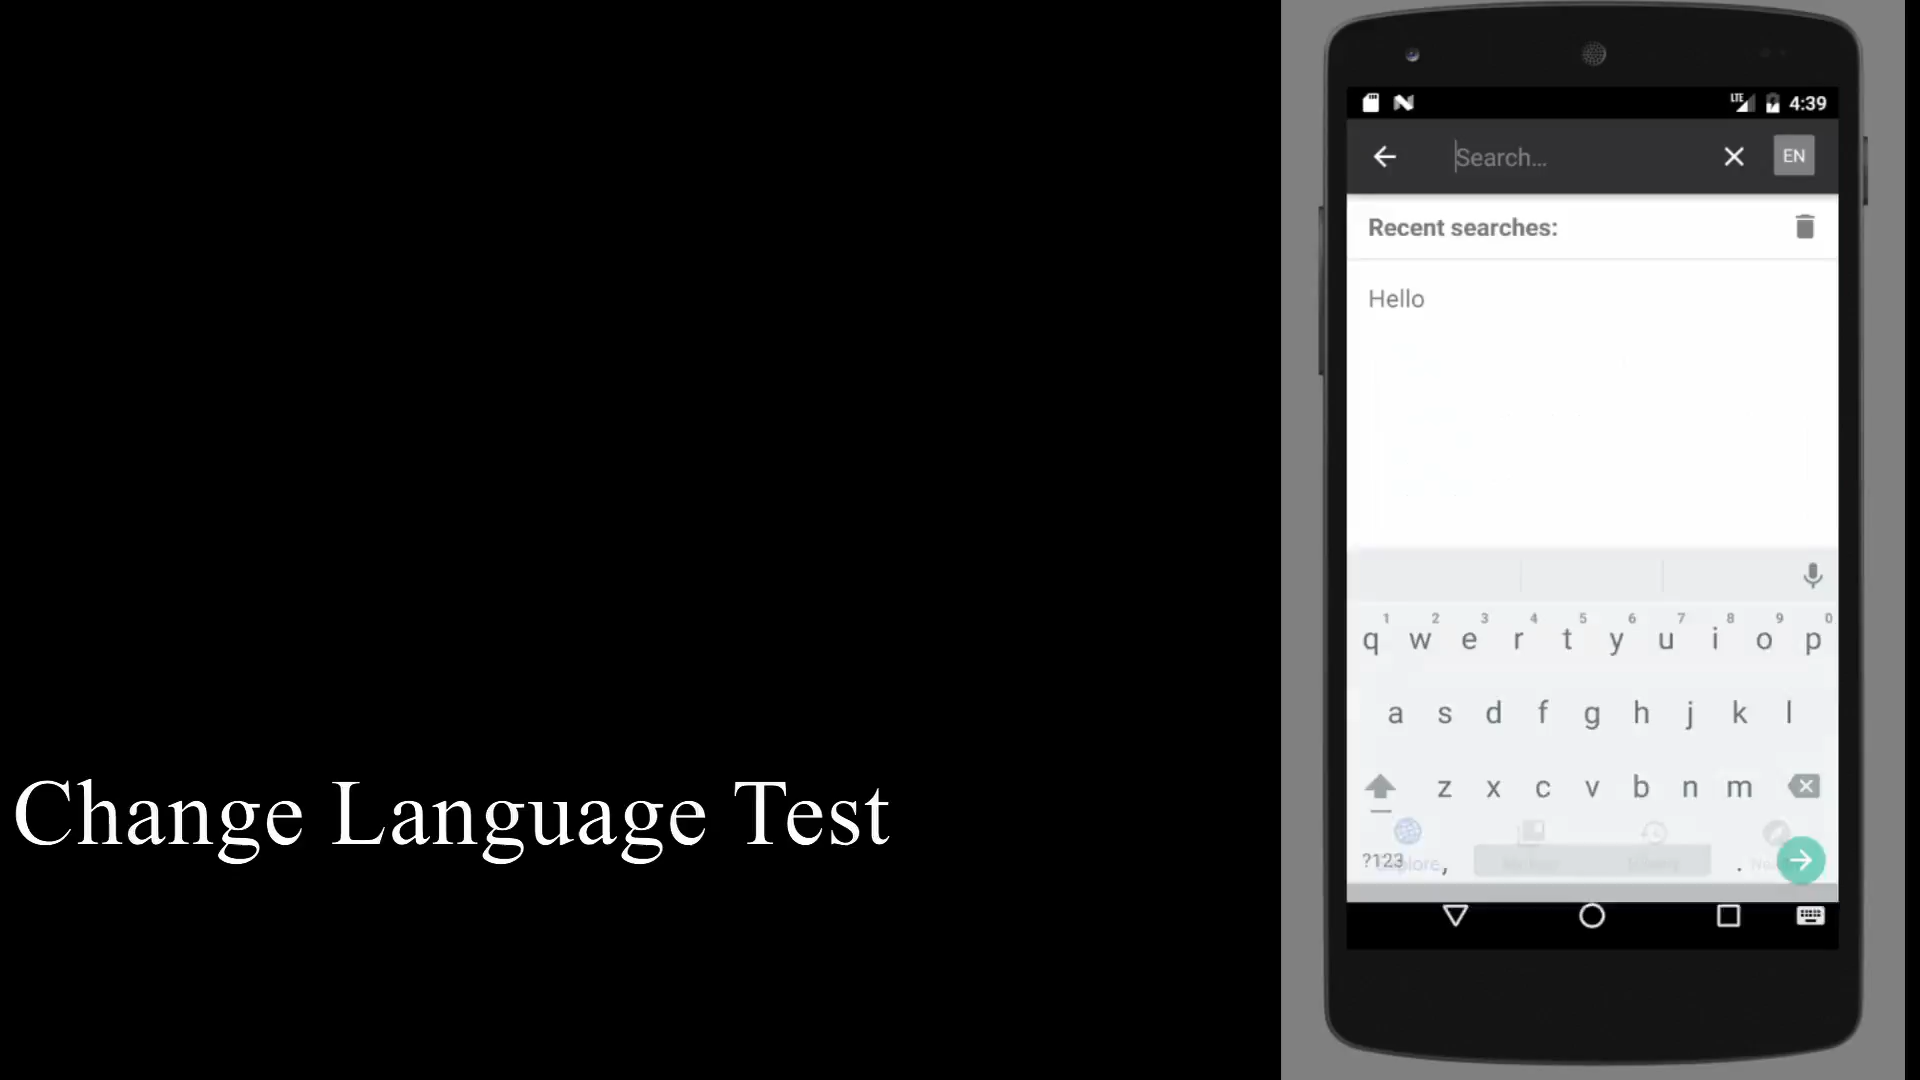 LTE 4:39
Search... EN
Recent searches:
Hello
1 2 3 4 5 6 7 8 9 0
q w e r t y u i o p
a s d f g h j k l
z x c v b n m
?123 , .
Change Language Test